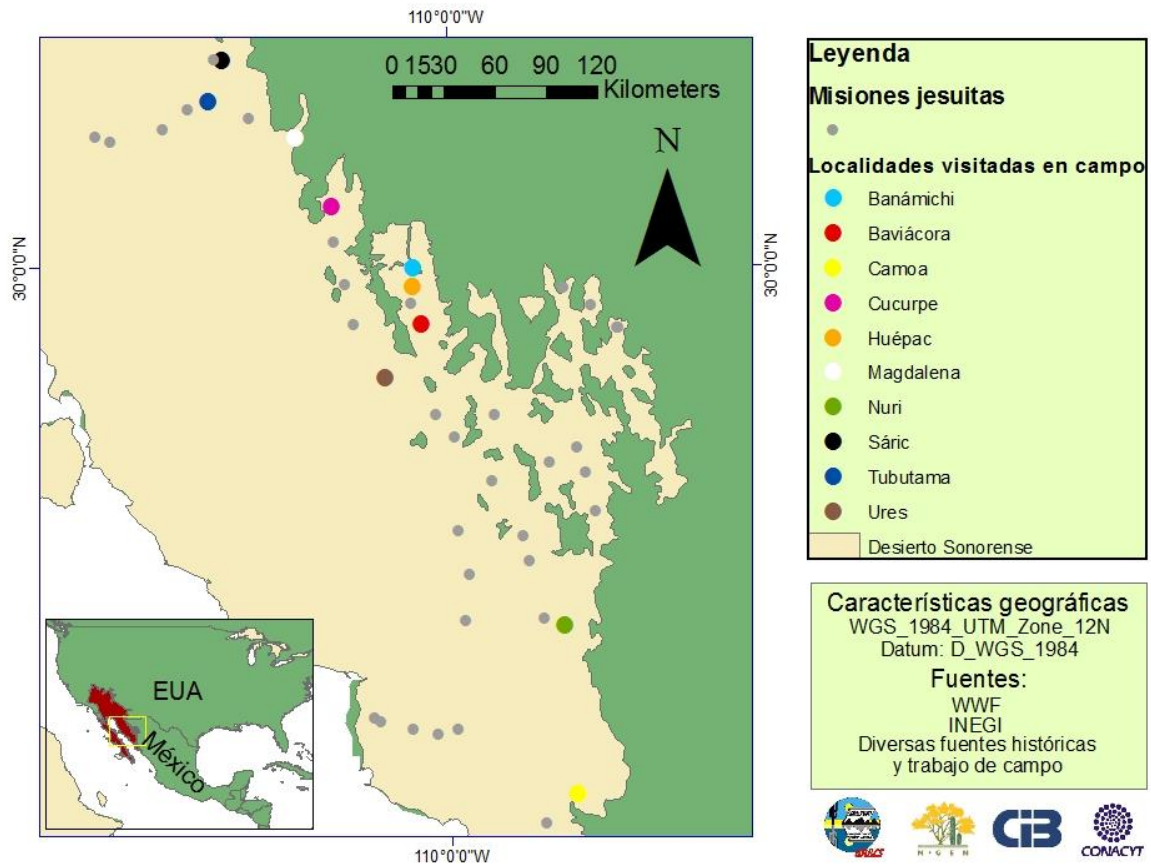 110°0'0"W
0 1530 60 90 120
Kilometers
N
30°0'0"N
30°0'0"N
EUA
México
110°0'0"W
Leyenda
Misiones jesuitas
Localidades visitadas en campo
Banámichi
Baviácora
Camoa
Cucurpe
Huépac
Magdalena
Nuri
Sáric
Tubutama
Ures
Desierto Sonorense
Características geográficas
WGS_1984_UTM_Zone_12N
Datum: D_WGS_1984
Fuentes:
WWF
INEGI
Diversas fuentes históricas
y trabajo de campo
N-GEN
CiB
CONACYT